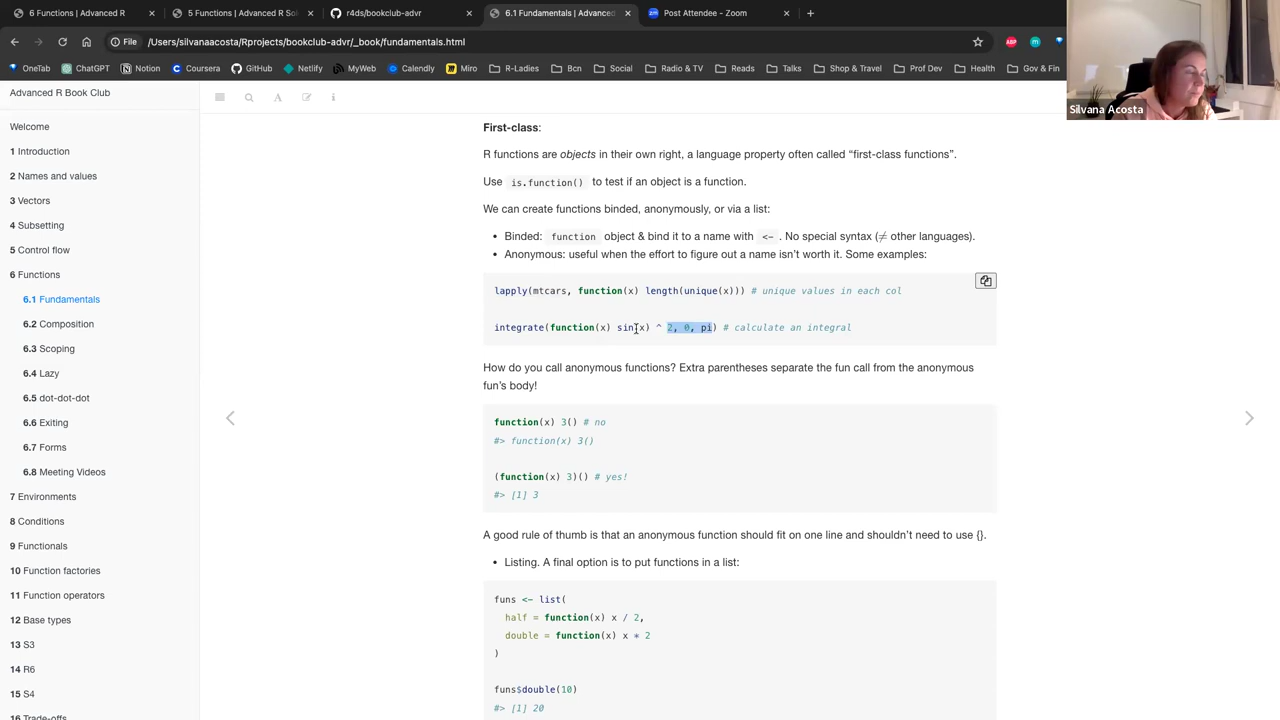 6 Functions | Advanced R
5 Functions | Advanced R Sol
r4ds/bookclub-advr
6.1 Fundamentals | Advanced
Post Attendee - Zoom
File
/Users/silvanaacosta/Rprojects/bookclub-advr/_book/fundamentals.html
OneTab
ChatGPT
Notion
Coursera
GitHub
Netlify
MyWeb
Calendly
Miro
R-Ladies
Bcn
Social
Radio & TV
Reads
Talks
Shop & Travel
Prof Dev
Health
Gov & Fin
Silvana Acosta
Advanced R Book Club
Welcome
1 Introduction
2 Names and values
3 Vectors
4 Subsetting
5 Control flow
6 Functions
6.1 Fundamentals
6.2 Composition
6.3 Scoping
6.4 Lazy
6.5 dot-dot-dot
6.6 Exiting
6.7 Forms
6.8 Meeting Videos
7 Environments
8 Conditions
9 Functionals
10 Function factories
11 Function operators
12 Base types
13 S3
14 R6
15 S4
16 Trade-offs
First-class:
R functions are objects in their own right, a language property often called “first-class functions”.
Use is.function() to test if an object is a function.
We can create functions binded, anonymously, or via a list:
• Binded: function object & bind it to a name with <-. No special syntax (≠ other languages).
• Anonymous: useful when the effort to figure out a name isn’t worth it. Some examples:
lapply(mtcars, function(x) length(unique(x))) # unique values in each col
integrate(function(x) sin(x) ^ 2, 0, pi) # calculate an integral
How do you call anonymous functions? Extra parentheses separate the fun call from the anonymous
fun’s body!
function(x) 3() # no
#> function(x) 3()
(function(x) 3)() # yes!
#> [1] 3
A good rule of thumb is that an anonymous function should fit on one line and shouldn’t need to use {}.
• Listing. A final option is to put functions in a list:
funs <- list(
half = function(x) x / 2,
double = function(x) x * 2
)
funs$double(10)
#> [1] 20